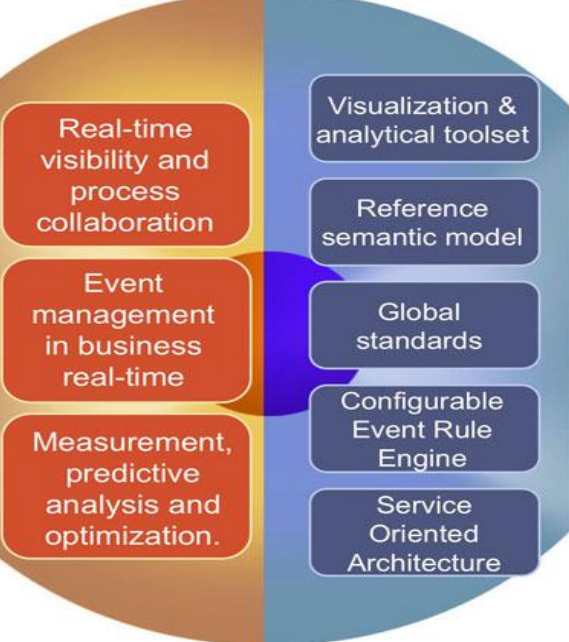 Real-time
visibility and
process
collaboration
Event
management
in business
real-time
Measurement,
predictive
analysis and
optimization.
Visualization &
analytical toolset
Reference
semantic model
Global
standards
Configurable
Event Rule
Engine
Service
Oriented
Architecture